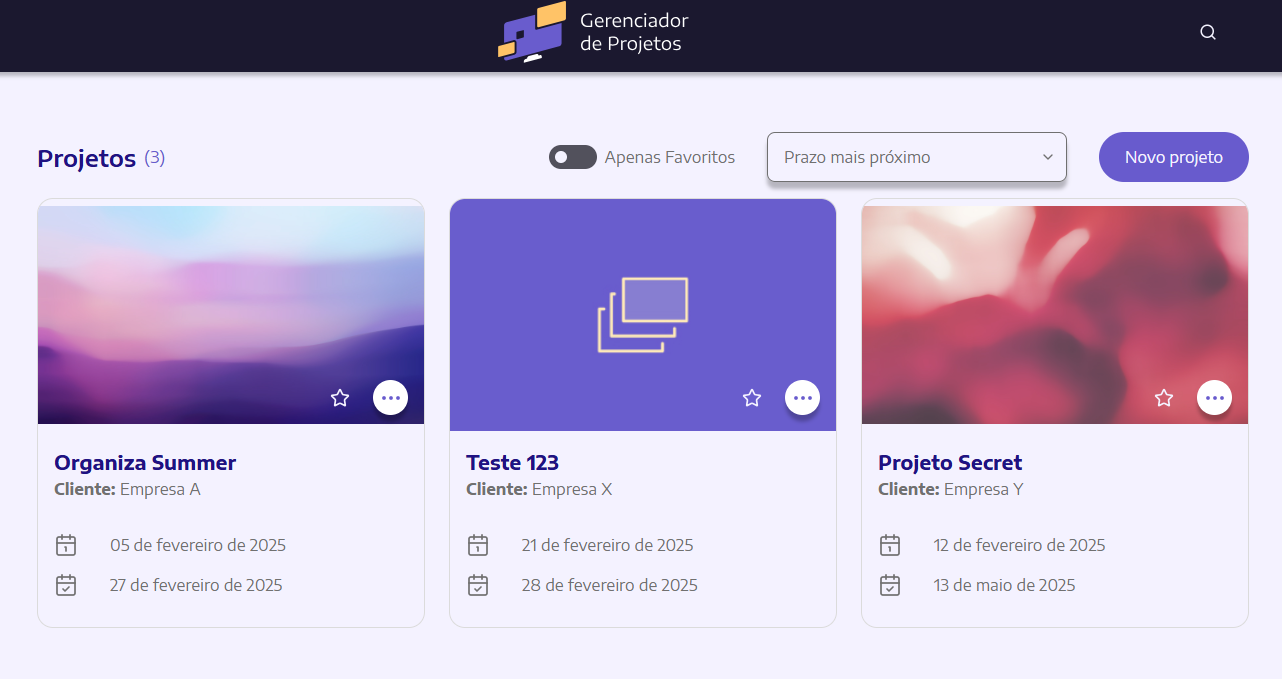 Gerenciador
de Projetos
Projetos (3)
Apenas Favoritos
Prazo mais próximo
Novo projeto
Organiza Summer
Cliente: Empresa A
05 de fevereiro de 2025
27 de fevereiro de 2025
Teste 123
Cliente: Empresa X
21 de fevereiro de 2025
28 de fevereiro de 2025
Projeto Secret
Cliente: Empresa Y
12 de fevereiro de 2025
13 de maio de 2025